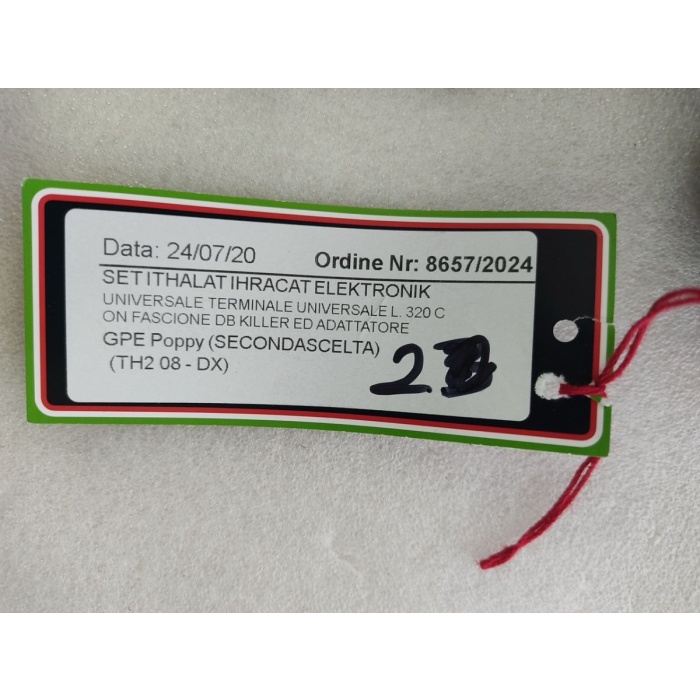 Data: 24/07/20 Ordine Nr: 8657/2024
SET ITHALAT IHRACAT ELEKTRONIK
UNIVERSALE TERMINALE UNIVERSALE L. 320 C
ON FASCIONE DB KILLER ED ADATTATORE
GPE Poppy (SECONDASCELTA)
(TH2 08 - DX)
2.